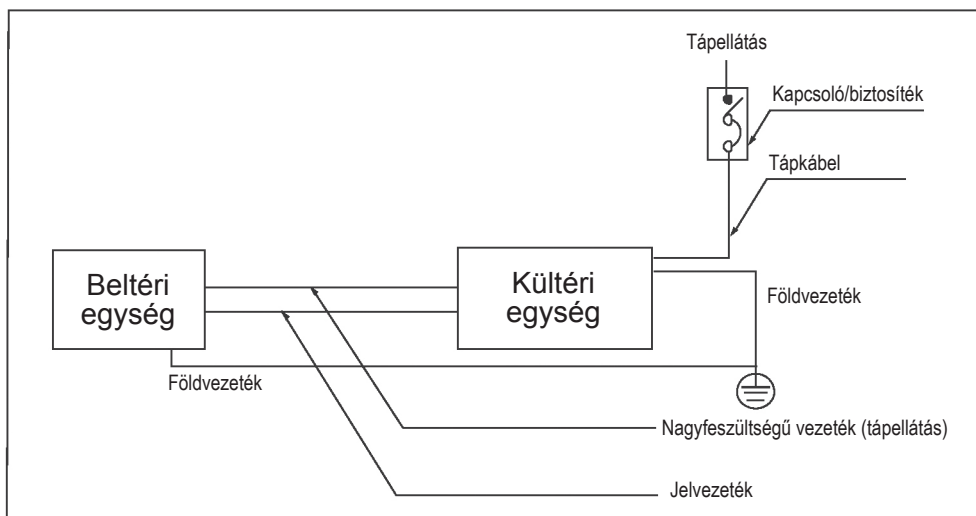 Tápellátás
Kapcsoló/biztosíték
Tápkábel
Beltéri
egység
Kültéri
egység
Földvezeték
Földvezeték
Nagyfeszültségű vezeték (tápellátás)
Jelvezeték